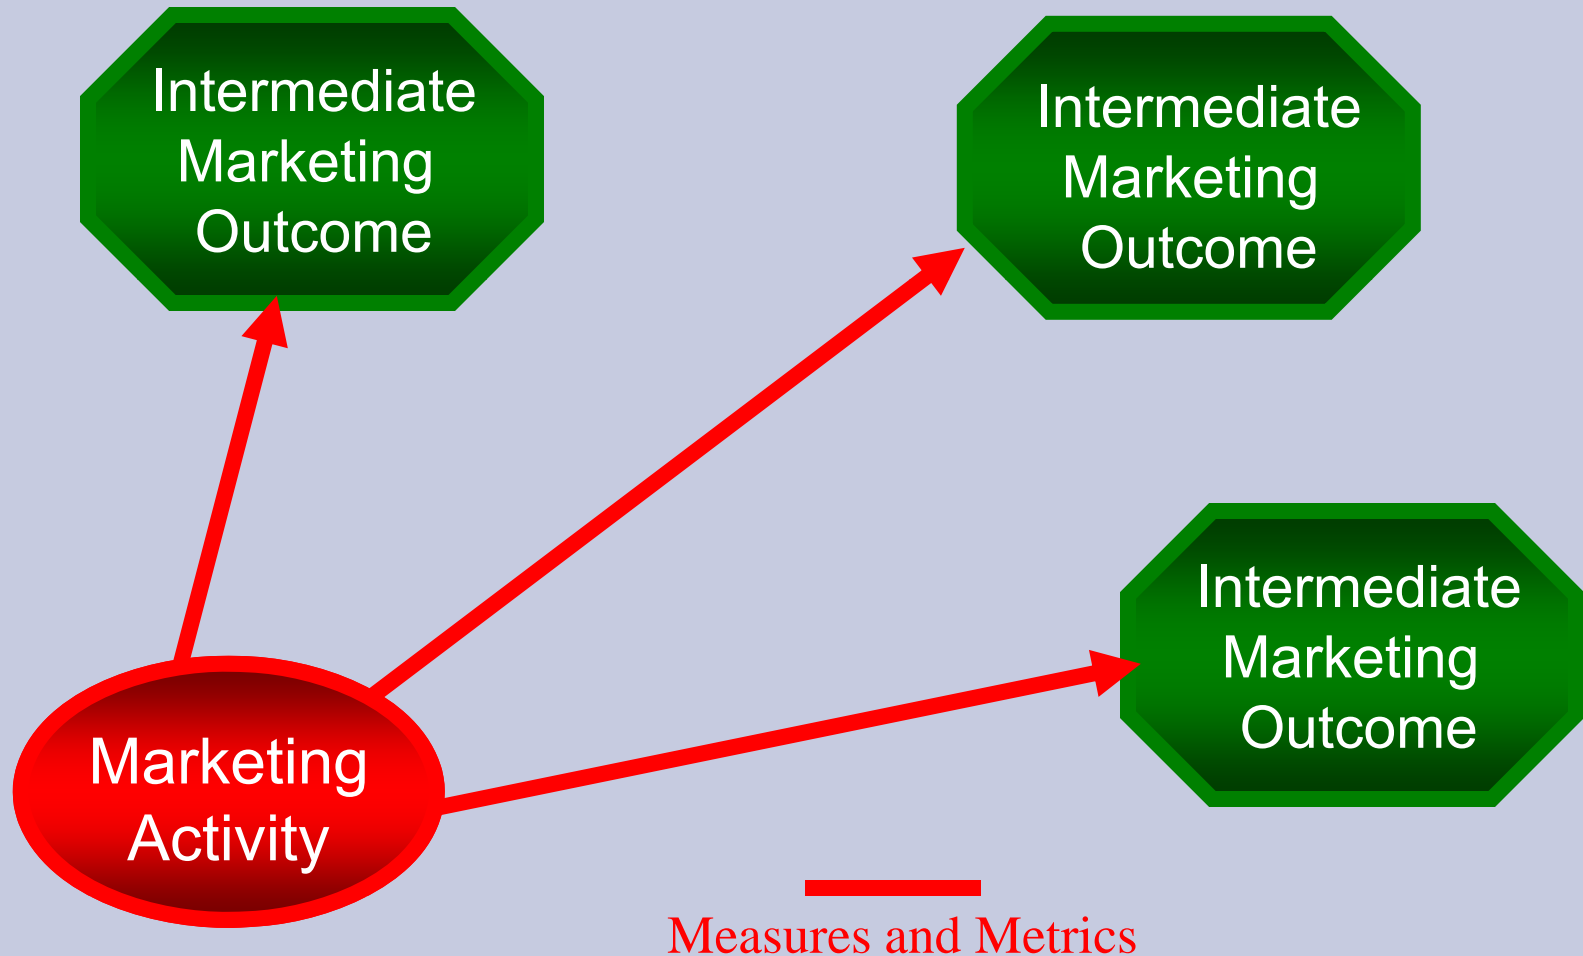 Intermediate
Marketing
Outcome
Intermediate
Marketing
Outcome
Intermediate
Marketing
Outcome
Marketing
Activity
Measures and Metrics